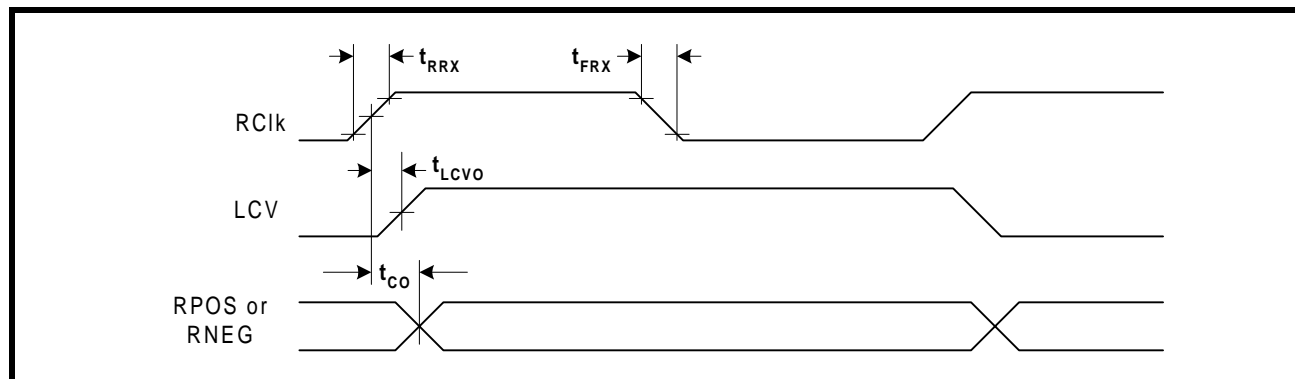 tRRX
tFRX
RClk
tLCVO
LCV
tCO
RPOS or
RNEG